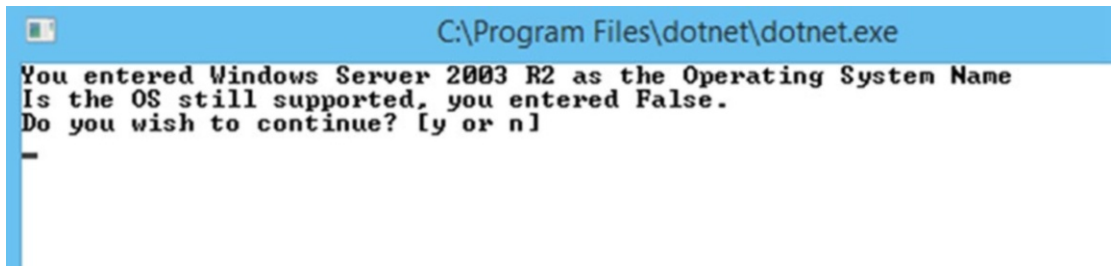 C:\Program Files\dotnet\dotnet.exe
You entered Windows Server 2003 R2 as the Operating System Name
Is the OS still supported, you entered False.
Do you wish to continue? [y or n]